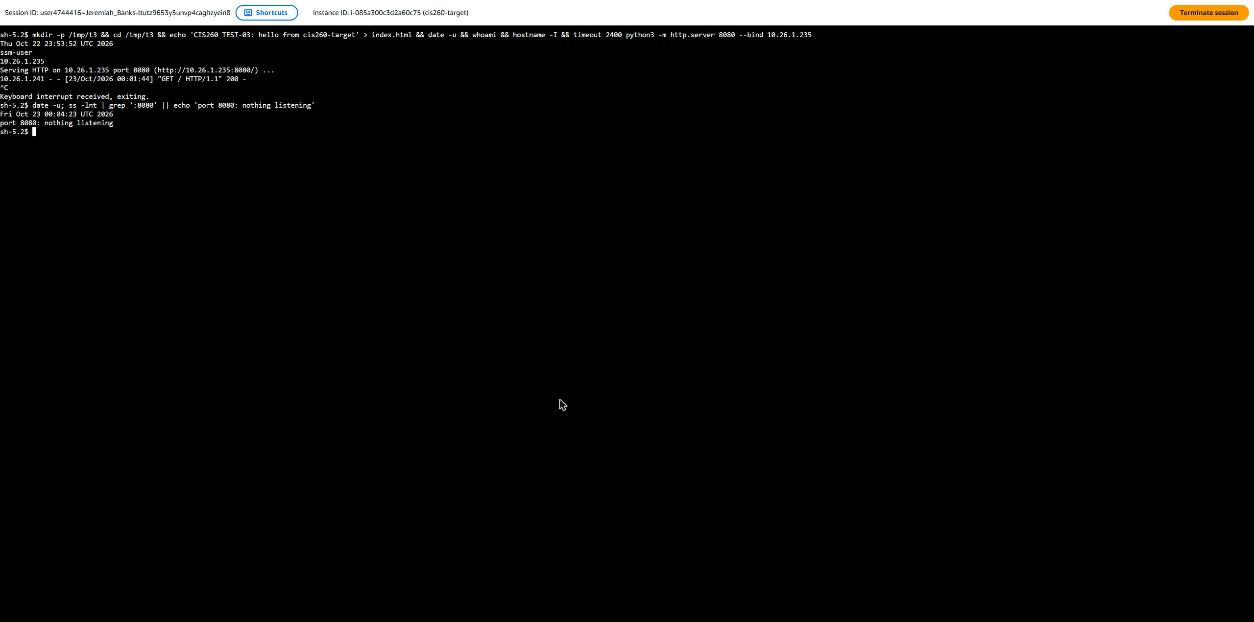 Session ID: user4744416=Jeremiah_Banks-ltutz9653y5unvp4caghzyein8 Shortcuts Instance ID: i-085a300c3d2a60c75 (cis260-target) Terminate session
sh-5.2$ mkdir -p /tmp/t3 && cd /tmp/t3 && echo 'CIS260 TEST-03: hello from cis260-target' > index.html && date -u && whoami && hostname -I && timeout 2400 python3 -m http.server 8080 --bind 10.26.1.235
Thu Oct 22 23:53:52 UTC 2026
ssm-user
10.26.1.235
Serving HTTP on 10.26.1.235 port 8080 (http://10.26.1.235:8080/) ...
10.26.1.241 - - [23/Oct/2026 00:01:44] "GET / HTTP/1.1" 200 -
^C
Keyboard interrupt received, exiting.
sh-5.2$ date -u; ss -lnt | grep ':8080' || echo 'port 8080: nothing listening'
Fri Oct 23 00:04:23 UTC 2026
port 8080: nothing listening
sh-5.2$